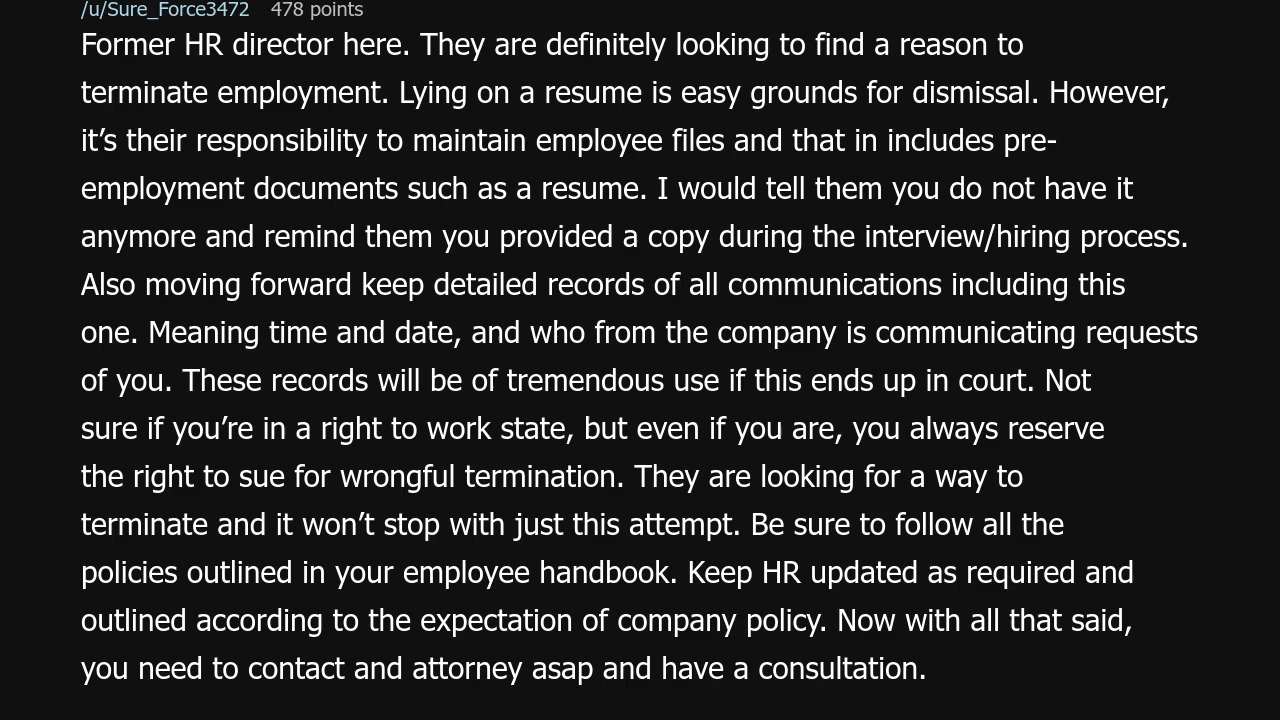 /u/Sure_Force3472 478 points
Former HR director here. They are definitely looking to find a reason to
terminate employment. Lying on a resume is easy grounds for dismissal. However,
it’s their responsibility to maintain employee files and that in includes pre-
employment documents such as a resume. I would tell them you do not have it
anymore and remind them you provided a copy during the interview/hiring process.
Also moving forward keep detailed records of all communications including this
one. Meaning time and date, and who from the company is communicating requests
of you. These records will be of tremendous use if this ends up in court. Not
sure if you’re in a right to work state, but even if you are, you always reserve
the right to sue for wrongful termination. They are looking for a way to
terminate and it won’t stop with just this attempt. Be sure to follow all the
policies outlined in your employee handbook. Keep HR updated as required and
outlined according to the expectation of company policy. Now with all that said,
you need to contact and attorney asap and have a consultation.